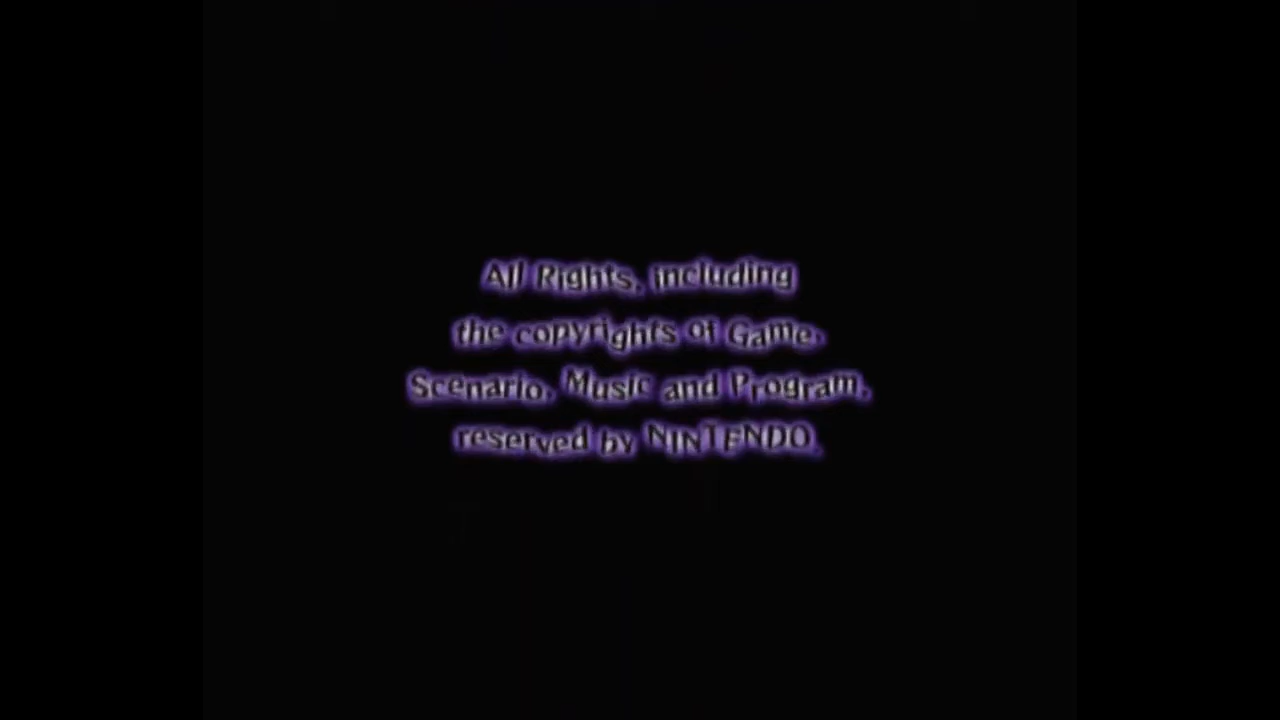 All Rights, including
the copyrights of Game,
Scenario, Music and Program,
reserved by NINTENDO.